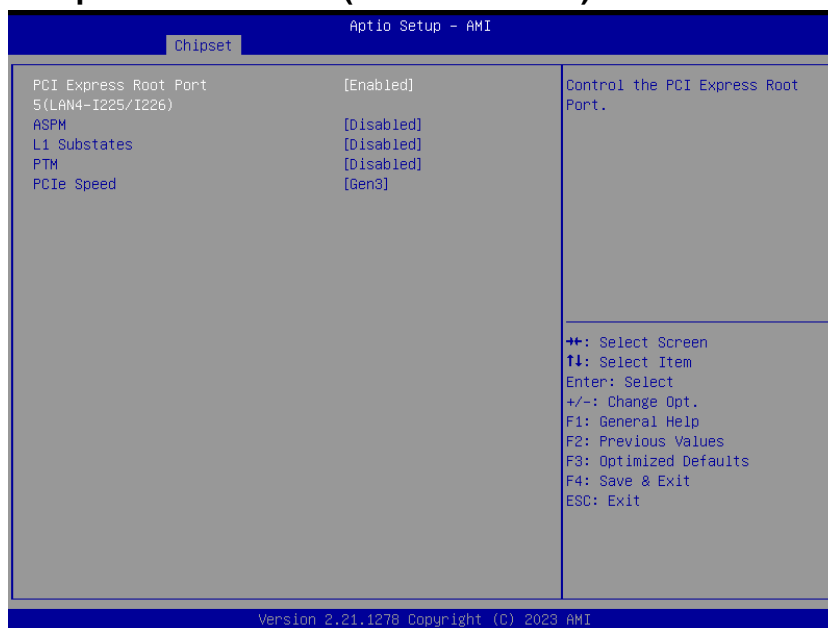 Aptio Setup – AMI
Chipset
PCI Express Root Port [Enabled]
5(LAN4-I225/I226)
ASPM [Disabled]
L1 Substates [Disabled]
PTM [Disabled]
PCIe Speed [Gen3]
Control the PCI Express Root
Port.
→←: Select Screen
↑↓: Select Item
Enter: Select
+/-: Change Opt.
F1: General Help
F2: Previous Values
F3: Optimized Defaults
F4: Save & Exit
ESC: Exit
Version 2.21.1278 Copyright (C) 2023 AMI